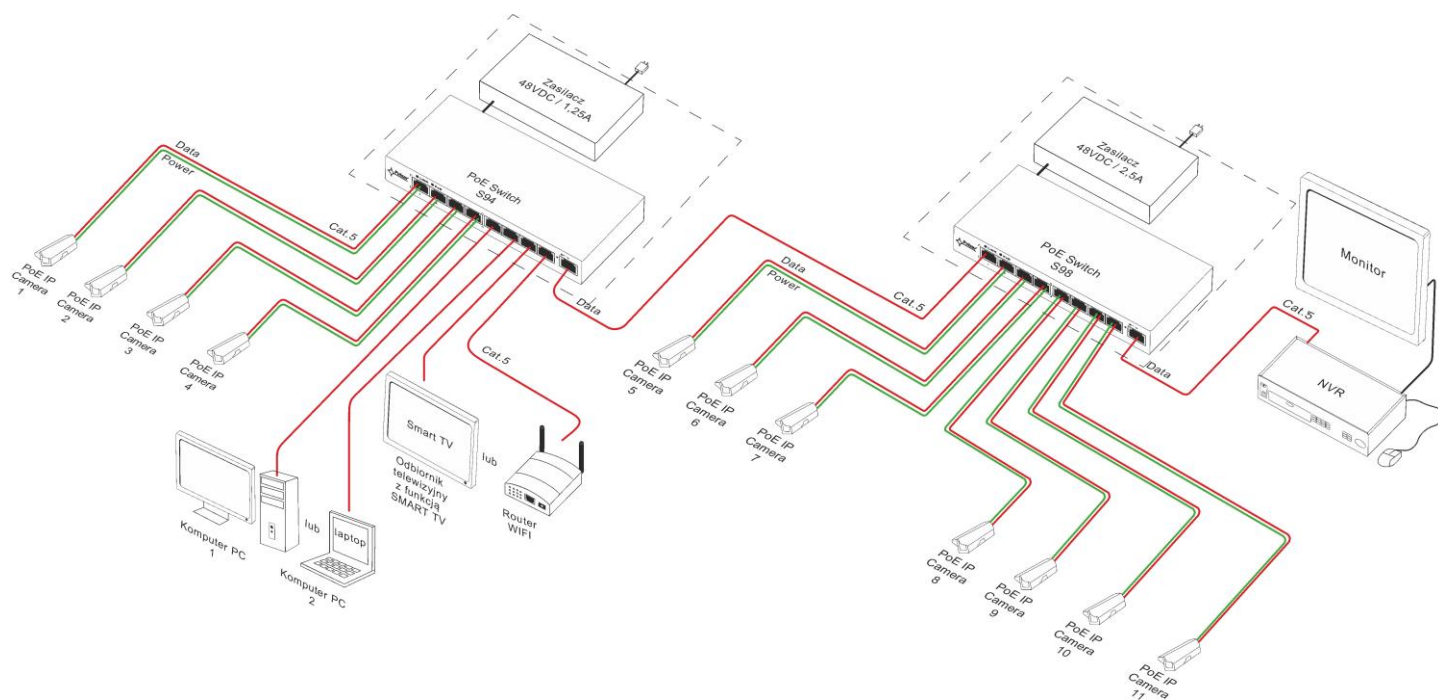 Zasilacz
48VDC / 1,25A
PoE Switch
S94
Data
Power
Cat.5
PoE IP
Camera
1
PoE IP
Camera
2
PoE IP
Camera
3
PoE IP
Camera
4
Data
Cat.5
Komputer PC
1
lub
laptop
Komputer PC
2
Smart TV
Odbiornik
telewizyjny
z funkcją
SMART TV
lub
Router
WIFI
Zasilacz
48VDC / 2,5A
PoE Switch
S98
Data
Power
Cat.5
PoE IP
Camera
5
PoE IP
Camera
6
PoE IP
Camera
7
PoE IP
Camera
8
PoE IP
Camera
9
PoE IP
Camera
10
PoE IP
Camera
11
Data
Cat.5
Monitor
NVR